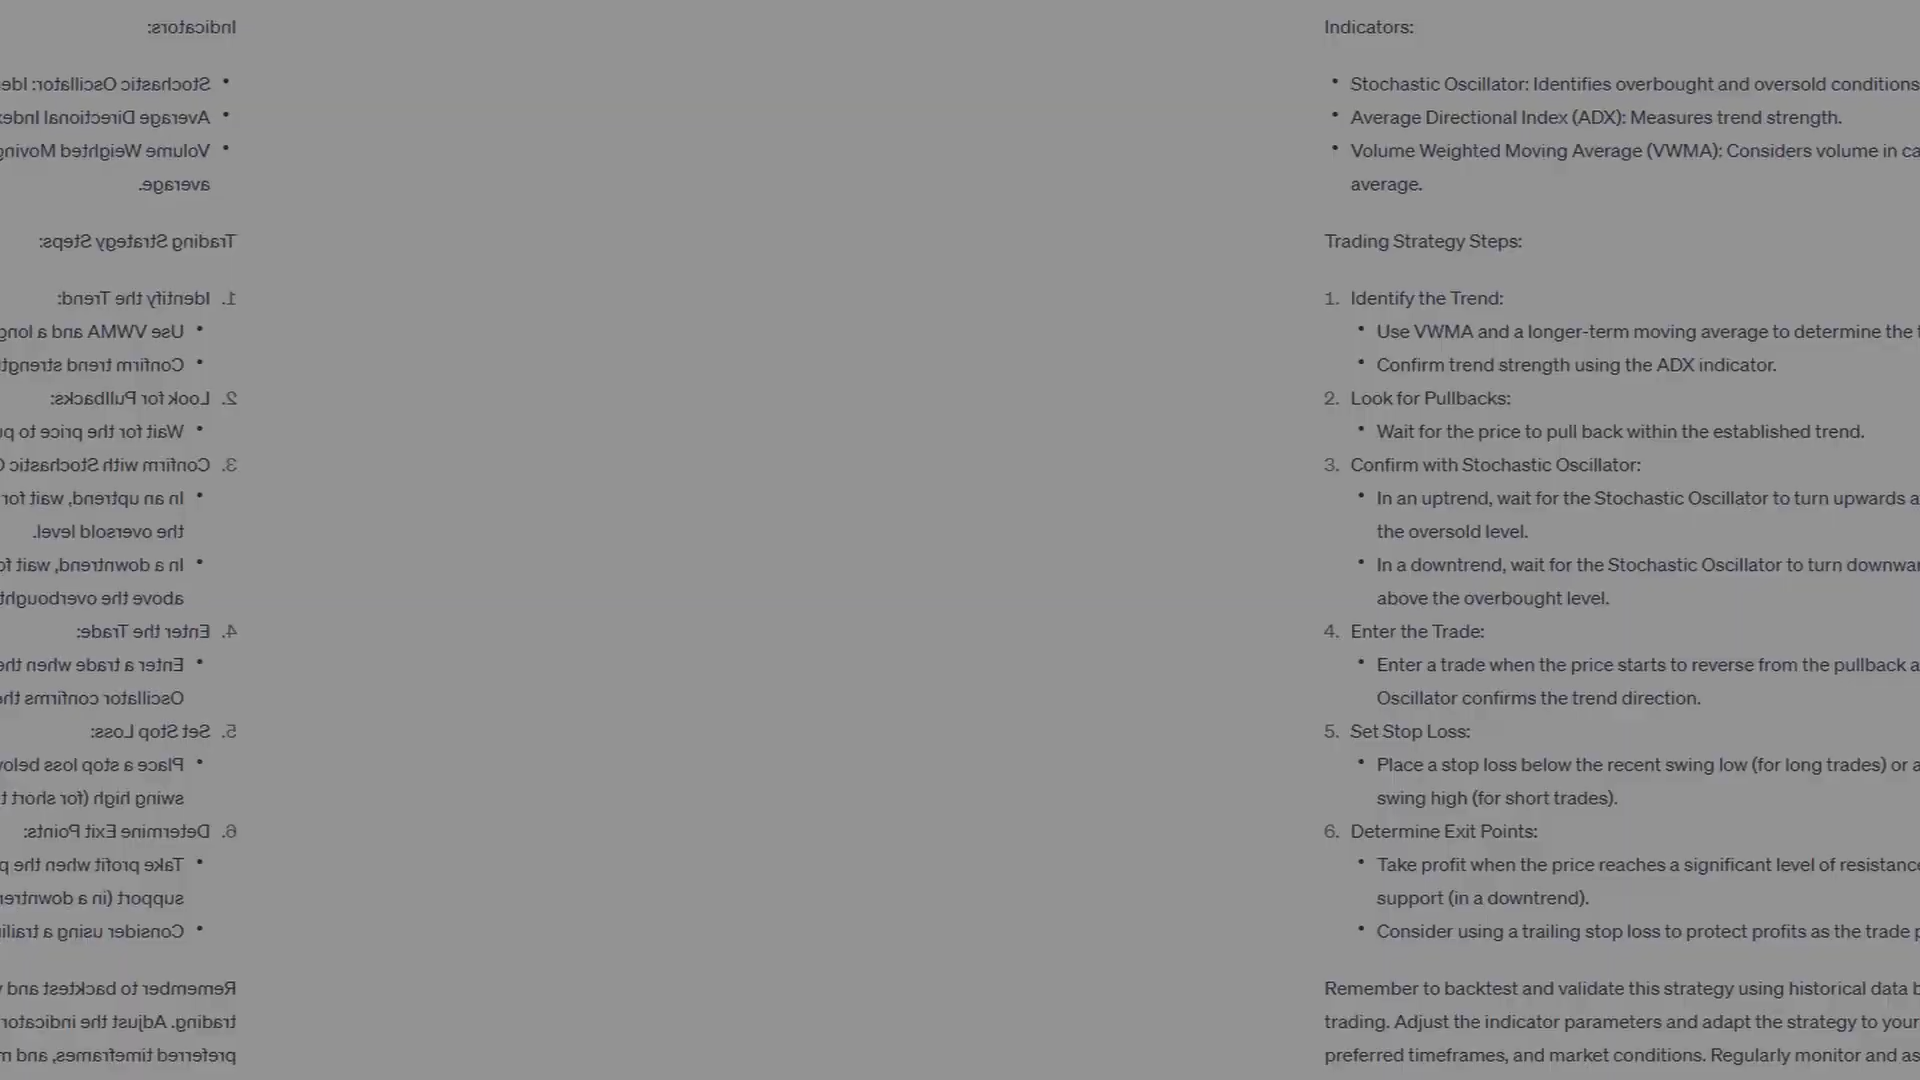 Indicators:
• Stochastic Oscillator: Identifies overbought and oversold conditions
• Average Directional Index (ADX): Measures trend strength.
• Volume Weighted Moving Average (VWMA): Considers volume in
average.
Trading Strategy Steps:
1. Identify the Trend:
• Use VWMA and a longer-term moving average to determine the
• Confirm trend strength using the ADX indicator.
2. Look for Pullbacks:
• Wait for the price to pull back within the established trend.
3. Confirm with Stochastic Oscillator:
• In an uptrend, wait for the Stochastic Oscillator to turn upwards
the oversold level.
• In a downtrend, wait for the Stochastic Oscillator to turn
above the overbought level.
4. Enter the Trade:
• Enter a trade when the price starts to reverse from the pullback
Oscillator confirms the trend direction.
5. Set Stop Loss:
• Place a stop loss below the recent swing low (for long trades) or
swing high (for short trades).
6. Determine Exit Points:
• Take profit when the price reaches a significant level of resistance
support (in a downtrend).
• Consider using a trailing stop loss to protect profits as the trade
Remember to backtest and validate this strategy using historical data
trading. Adjust the indicator parameters and adapt the strategy to your
preferred timeframes, and market conditions. Regularly monitor and